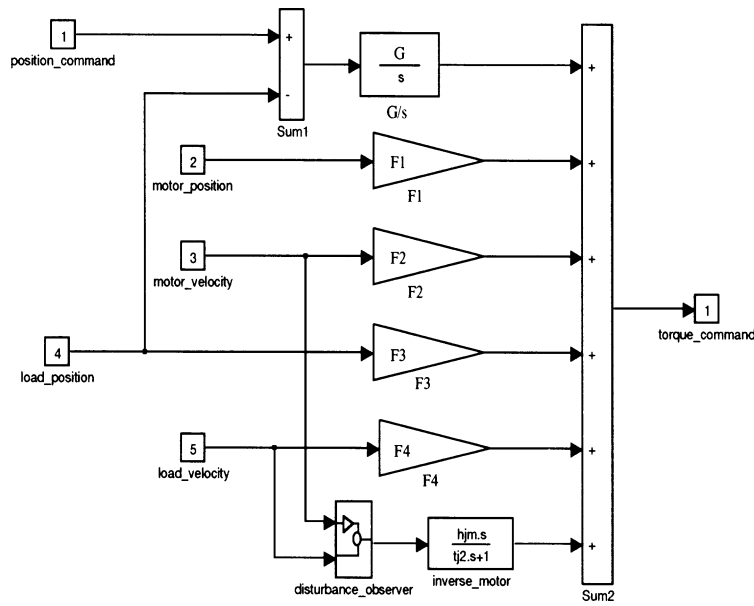 1
position_command
+
-
Sum1
G
s
G/s
+
2
motor_position
F1
F1
+
3
motor_velocity
F2
F2
+
1
torque_command
4
load_position
F3
F3
+
5
load_velocity
F4
F4
+
disturbance_observer
hjm.s
tj2.s+1
inverse_motor
+
Sum2